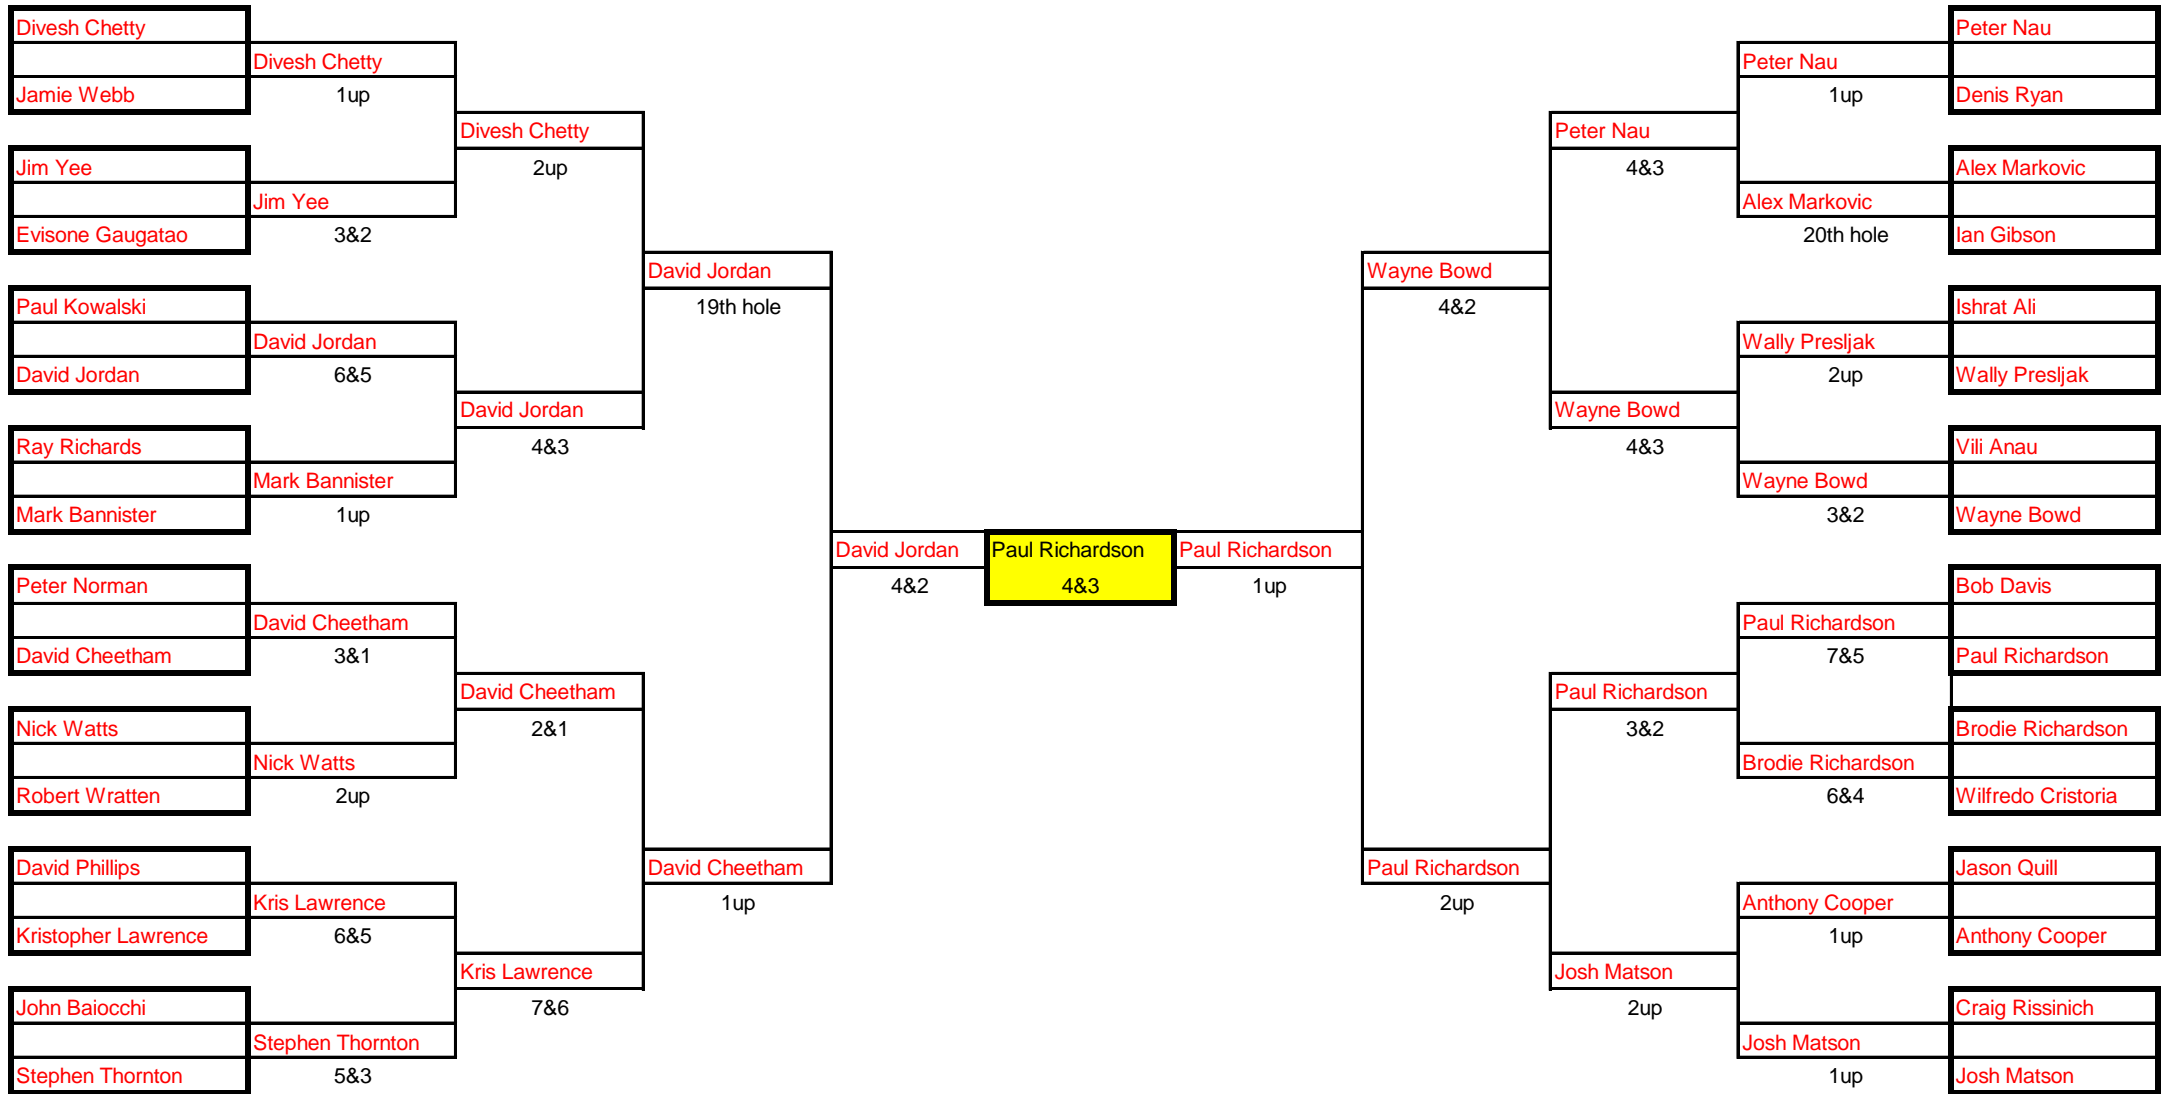 Divesh Chetty
Divesh Chetty
Jamie Webb
1up
Divesh Chetty
2up
Jim Yee
Jim Yee
Evisone Gaugatao
3&2
David Jordan
19th hole
Paul Kowalski
David Jordan
David Jordan
6&5
David Jordan
4&3
Ray Richards
Mark Bannister
Mark Bannister
1up
David Jordan
4&2
Peter Norman
David Cheetham
David Cheetham
3&1
David Cheetham
2&1
Nick Watts
Nick Watts
Robert Wratten
2up
David Cheetham
1up
David Phillips
Kris Lawrence
Kristopher Lawrence
6&5
Kris Lawrence
7&6
John Baiocchi
Stephen Thornton
Stephen Thornton
5&3
Paul Richardson
4&3
Paul Richardson
1up
Peter Nau
Peter Nau
1up
Denis Ryan
Peter Nau
4&3
Alex Markovic
Alex Markovic
20th hole
Ian Gibson
Wayne Bowd
4&2
Ishrat Ali
Wally Presljak
2up
Wally Presljak
Wayne Bowd
4&3
Vili Anau
Wayne Bowd
3&2
Wayne Bowd
Bob Davis
Paul Richardson
7&5
Paul Richardson
Paul Richardson
3&2
Brodie Richardson
Brodie Richardson
6&4
Wilfredo Cristoria
Paul Richardson
2up
Jason Quill
Anthony Cooper
1up
Anthony Cooper
Josh Matson
2up
Craig Rissinich
Josh Matson
1up
Josh Matson